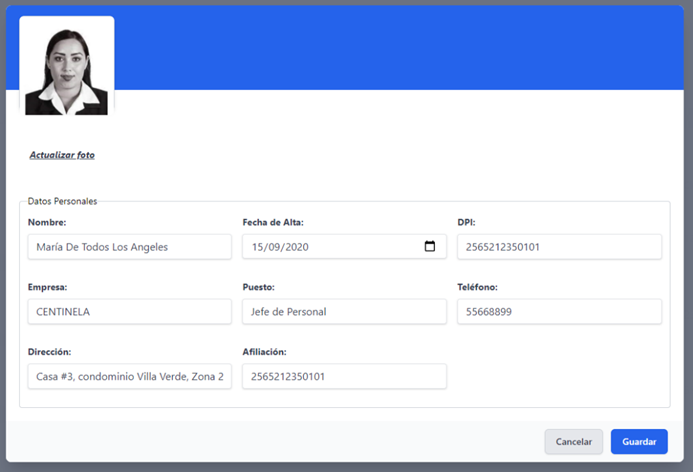 Actualizar foto
Datos Personales
Nombre: Fecha de Alta: DPI:
María De Todos Los Angeles 15/09/2020 2565212350101
Empresa: Puesto: Teléfono:
CENTINELA Jefe de Personal 55668899
Dirección: Afiliación:
Casa #3, condominio Villa Verde, Zona 2 2565212350101
Cancelar Guardar